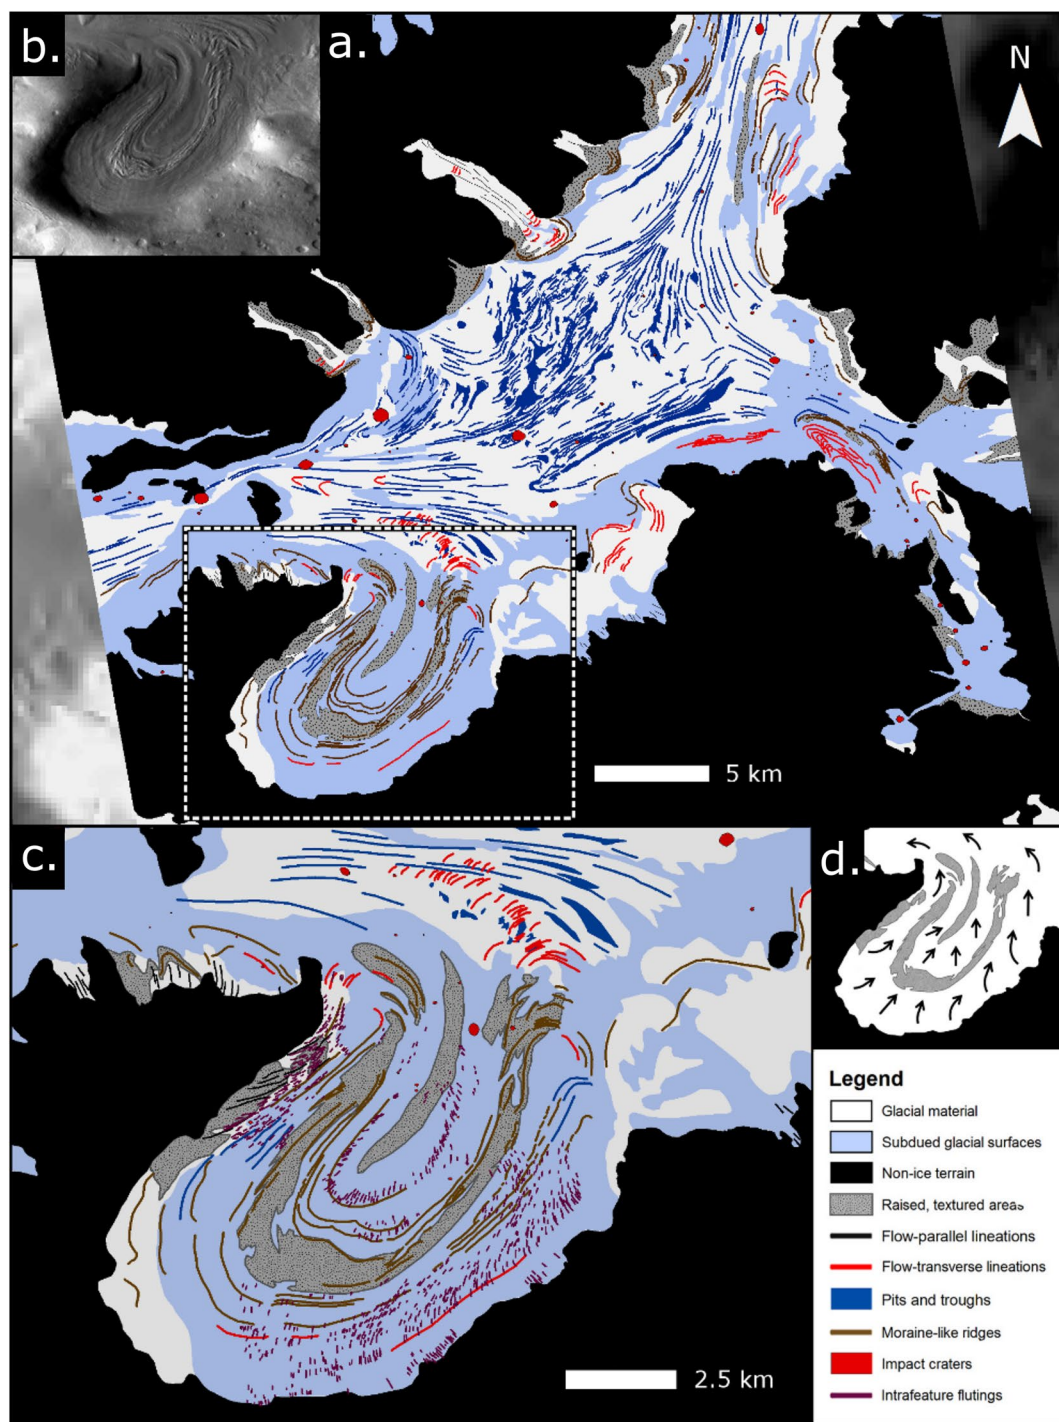 b.
a.
N
5 km
c.
d.
2.5 km
Legend
Glacial material
Subdued glacial surfaces
Non-ice terrain
Raised, textured areas
Flow-parallel lineations
Flow-transverse lineations
Pits and troughs
Moraine-like ridges
Impact craters
Intrafeature flutings